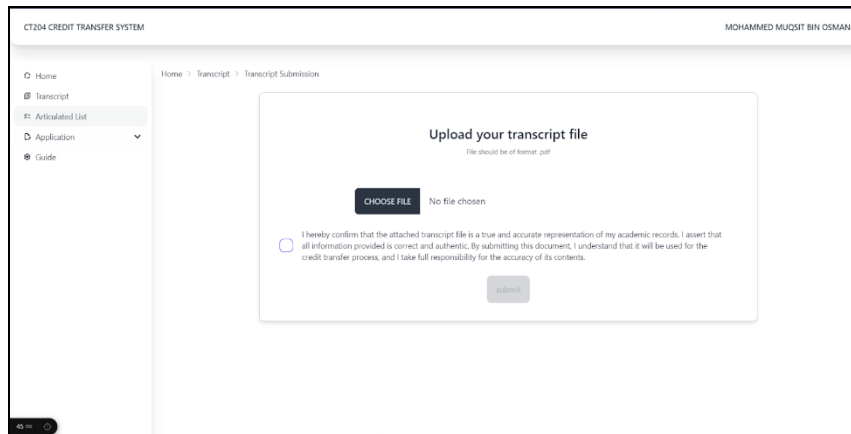 CT204 CREDIT TRANSFER SYSTEM
MOHAMMED MUQSIT BIN OSMAN
Home
Transcript
Articulated List
Application
Guide
Home > Transcript > Transcript Submission
Upload your transcript file
File should be of format .pdf
CHOOSE FILE No file chosen
I hereby confirm that the attached transcript file is a true and accurate representation of my academic records. I assert that
all information provided is correct and authentic. By submitting this document, I understand that it will be used for the
credit transfer process, and I take full responsibility for the accuracy of its contents.
submit
45